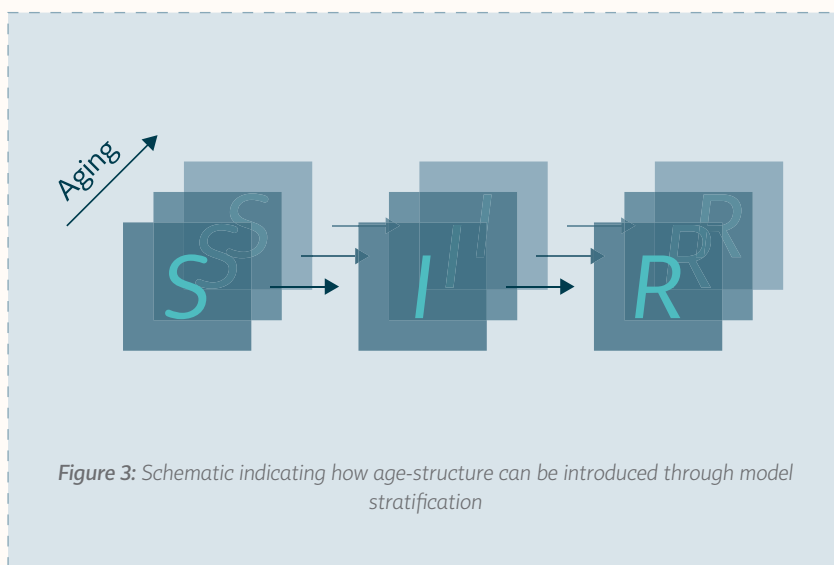 Aging
S S S
I I I
R R R
Figure 3: Schematic indicating how age-structure can be introduced through model
stratification